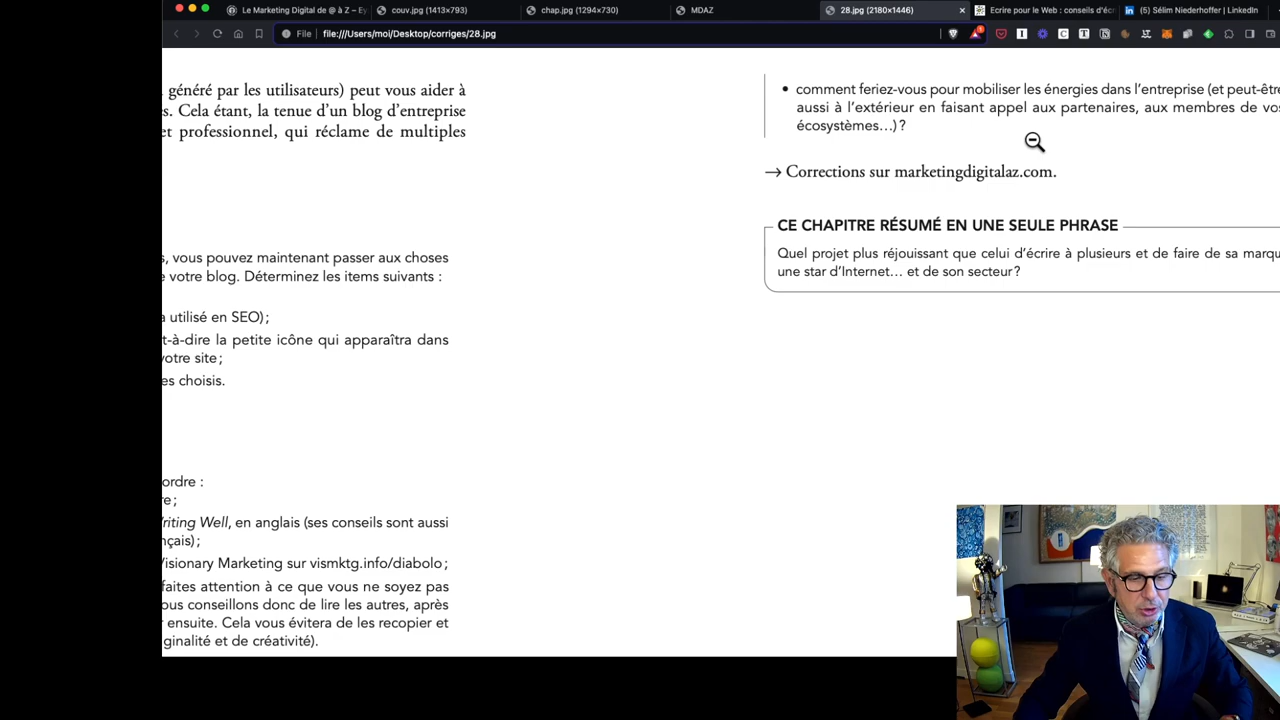 Le Marketing Digital de @ à Z – Ey
couv.jpg (1413×793)
chap.jpg (1294×730)
MDAZ
28.jpg (2180×1446)
Ecrire pour le Web : conseils d'écr
(5) Sélim Niederhoffer | LinkedIn
File file:///Users/moi/Desktop/corriges/28.jpg
généré par les utilisateurs) peut vous aider à
s. Cela étant, la tenue d'un blog d'entreprise
et professionnel, qui réclame de multiples
s, vous pouvez maintenant passer aux choses
e votre blog. Déterminez les items suivants :
a utilisé en SEO) ;
t-à-dire la petite icône qui apparaîtra dans
votre site ;
es choisis.
ordre :
re ;
Writing Well, en anglais (ses conseils sont aussi
nçais) ;
Visionary Marketing sur vismktg.info/diabolo ;
faites attention à ce que vous ne soyez pas
ous conseillons donc de lire les autres, après
r ensuite. Cela vous évitera de les recopier et
ginalité et de créativité).
• comment feriez-vous pour mobiliser les énergies dans l'entreprise (et peut-être
aussi à l'extérieur en faisant appel aux partenaires, aux membres de vos
écosystèmes…) ?
→ Corrections sur marketingdigitalaz.com.
CE CHAPITRE RÉSUMÉ EN UNE SEULE PHRASE
Quel projet plus réjouissant que celui d'écrire à plusieurs et de faire de sa marqu
une star d'Internet… et de son secteur ?